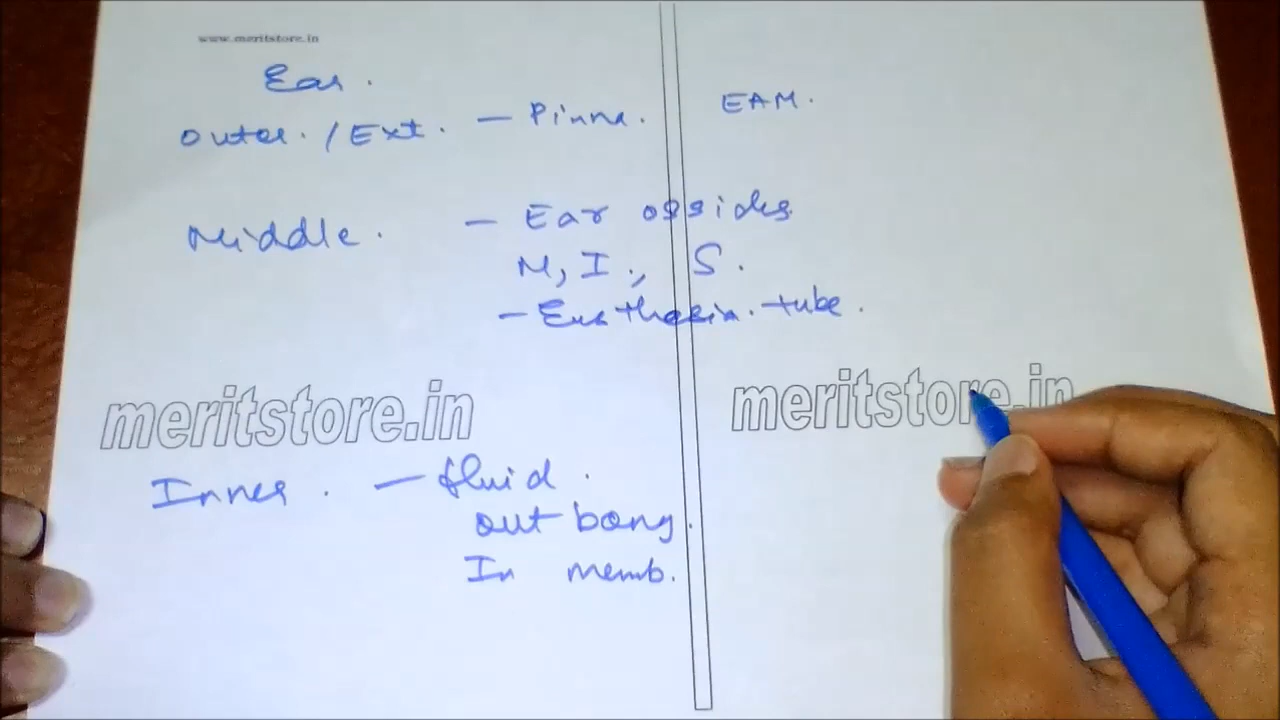 www.meritstore.in
Ear.
Outer. / Ext. — Pinna. EAM.
Middle. — Ear ossicles.
M, I., S.
— Eusthasian. tube.
meritstore.in meritstore.in
Inner. — fluid.
out bony.
In memb.